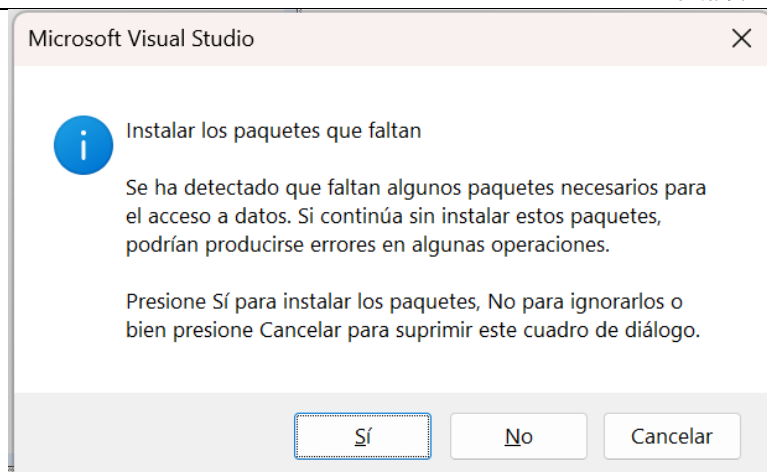 Microsoft Visual Studio
Instalar los paquetes que faltan
Se ha detectado que faltan algunos paquetes necesarios para
el acceso a datos. Si continúa sin instalar estos paquetes,
podrían producirse errores en algunas operaciones.
Presione Sí para instalar los paquetes, No para ignorarlos o
bien presione Cancelar para suprimir este cuadro de diálogo.
Sí
No
Cancelar